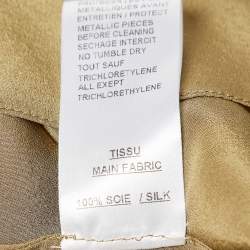 METALLIQUES AVANT
ENTRETIEN / PROTECT
METALLIC PIECES
BEFORE CLEANING
SECHAGE INTERDIT
NO TUMBLE DRY
TOUT SAUF
TRICHLORETYLENE
ALL EXEPT
TRICHLORETHYLENE
TISSU
MAIN FABRIC
100% SOIE / SILK